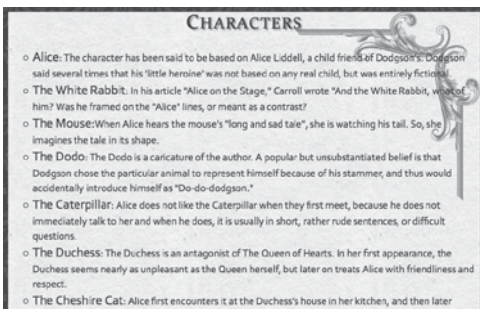 CHARACTERS
Alice: The character has been said to be based on Alice Liddell, a child friend of Dodgson's. Dodgson
said several times that his 'little heroine' was not based on any real child, but was entirely fictional.
The White Rabbit: In his article "Alice on the Stage," Carroll wrote "And the White Rabbit, what of
him? Was he framed on the "Alice" lines, or meant as a contrast?
The Mouse:When Alice hears the mouse's "long and sad tale", she is watching his tail. So, she
imagines the tale in its shape.
The Dodo: The Dodo is a caricature of the author. A popular but unsubstantiated belief is that
Dodgson chose the particular animal to represent himself because of his stammer, and thus would
accidentally introduce himself as "Do-do-dodgson."
The Caterpillar: Alice does not like the Caterpillar when they first meet, because he does not
immediately talk to her and when he does, it is usually in short, rather rude sentences, or difficult
questions.
The Duchess: The Duchess is an antagonist of The Queen of Hearts. In her first appearance, the
Duchess seems nearly as unpleasant as the Queen herself, but later on treats Alice with friendliness and
respect.
The Cheshire Cat: Alice first encounters it at the Duchess's house in her kitchen, and then later